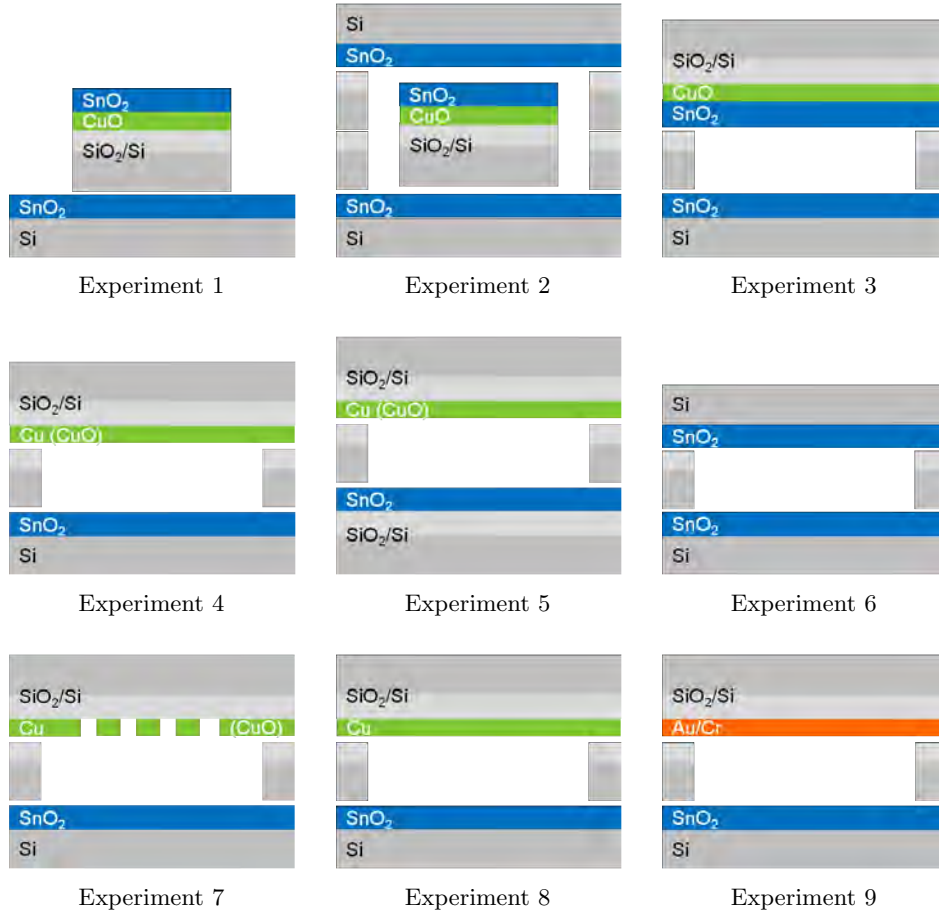 SnO₂
CuO
SiO₂/Si
SnO₂
Si
Experiment 1
Si
SnO₂
SnO₂
CuO
SiO₂/Si
SnO₂
Si
Experiment 2
SiO₂/Si
CuO
SnO₂
SnO₂
Si
Experiment 3
SiO₂/Si
Cu (CuO)
SnO₂
Si
Experiment 4
SiO₂/Si
Cu (CuO)
SnO₂
SiO₂/Si
Experiment 5
Si
SnO₂
SnO₂
Si
Experiment 6
SiO₂/Si
Cu (CuO)
SnO₂
Si
Experiment 7
SiO₂/Si
Cu
SnO₂
Si
Experiment 8
SiO₂/Si
Au/Cr
SnO₂
Si
Experiment 9